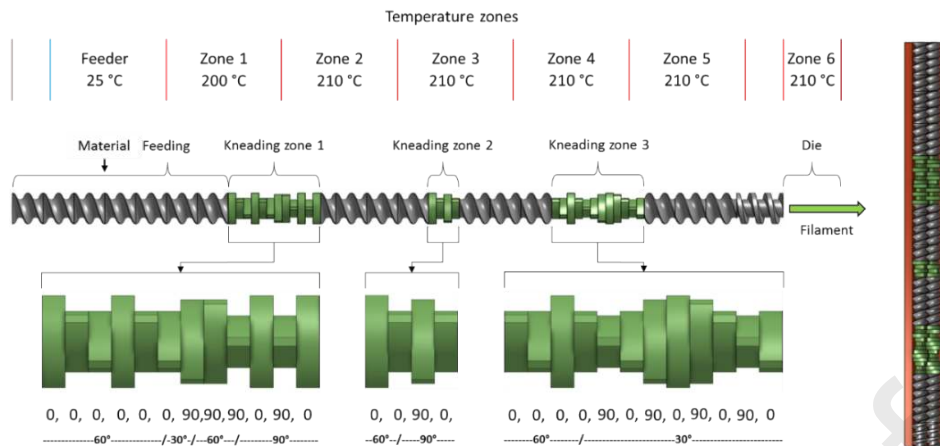 Temperature zones
Feeder Zone 1 Zone 2 Zone 3 Zone 4 Zone 5 Zone 6
25 °C 200 °C 210 °C 210 °C 210 °C 210 °C 210 °C
Material Feeding Kneading zone 1 Kneading zone 2 Kneading zone 3 Die
Filament
0, 0, 0, 0, 0, 0, 90,90,90, 0, 90, 0 0, 0, 90, 0, 0, 0, 0, 0, 90, 0, 90, 0, 90, 0, 90, 0
-------------60°-------------/-30°-/---60°---/--------90°-------- --60°--/-----90°----- -------60°-------/--------------------30°--------------------